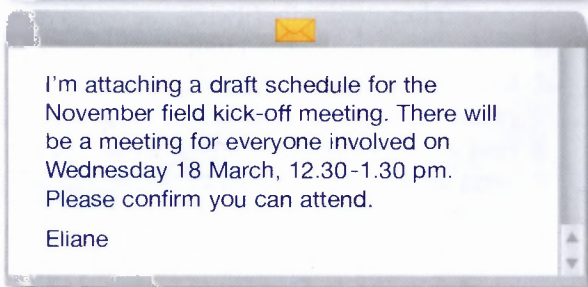 I'm attaching a draft schedule for the
November field kick-off meeting. There will
be a meeting for everyone involved on
Wednesday 18 March, 12.30-1.30 pm.
Please confirm you can attend.
Eliane